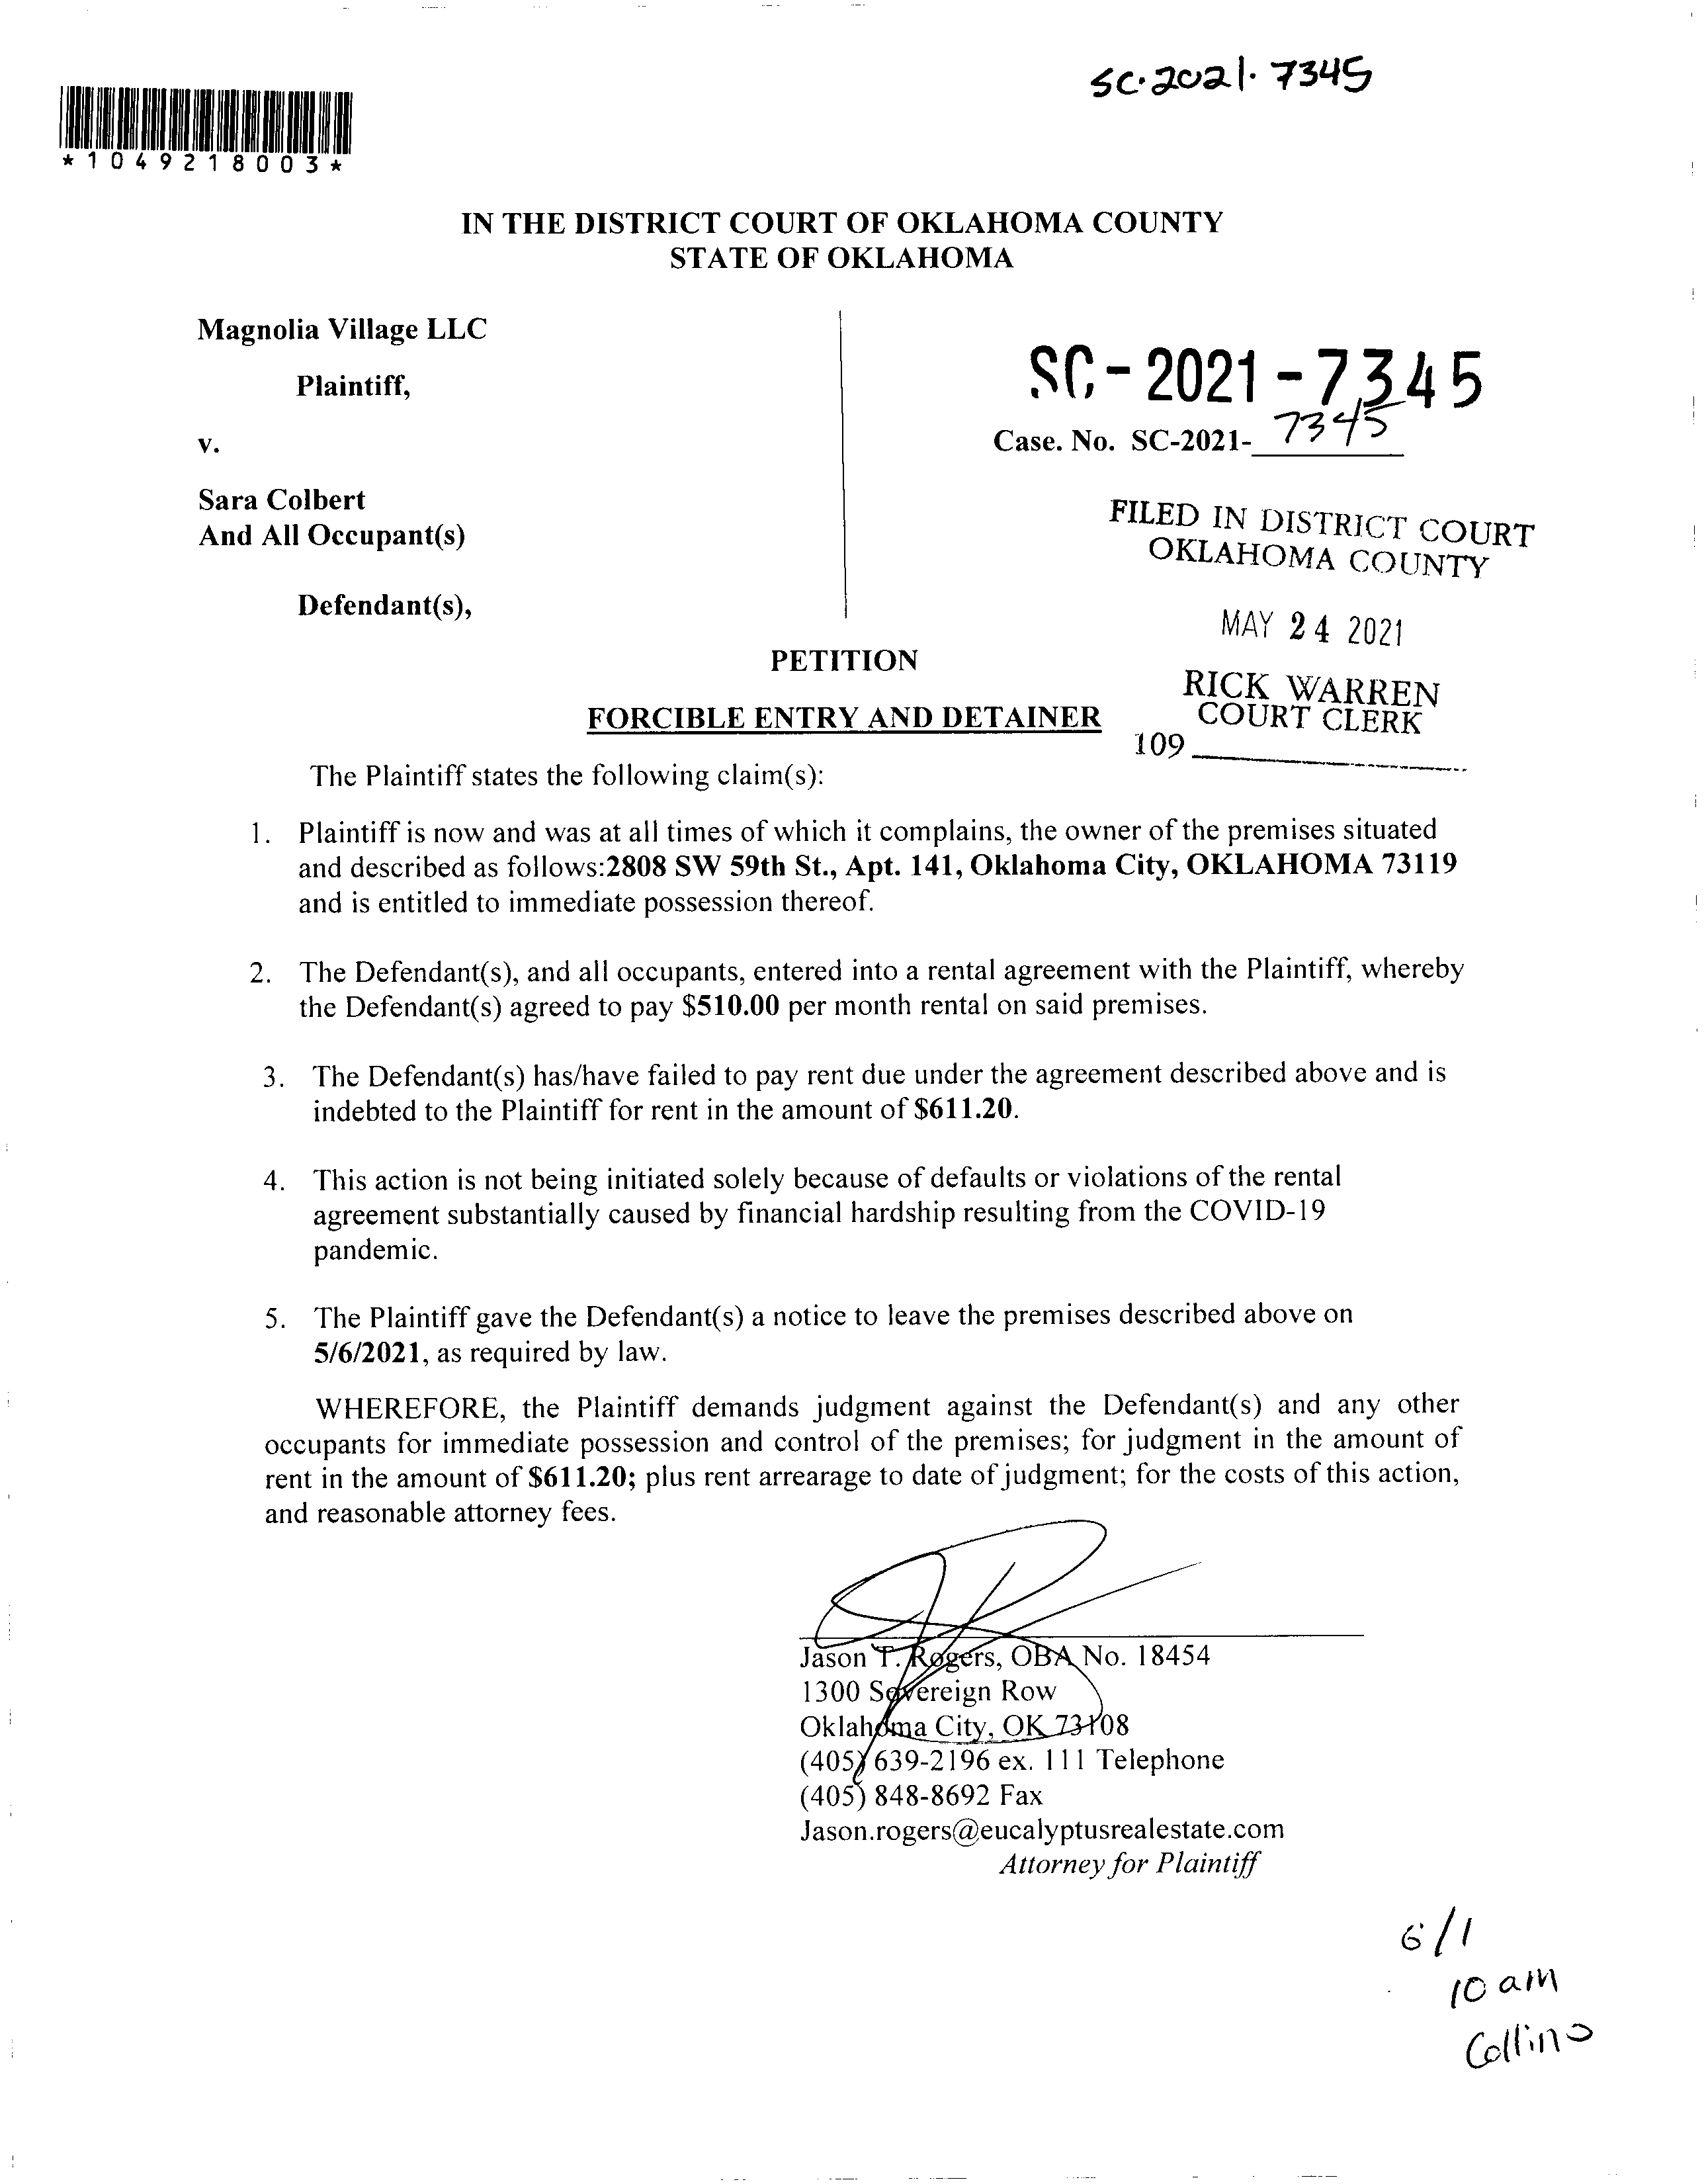 SC-2021-7345
*1049218003*
IN THE DISTRICT COURT OF OKLAHOMA COUNTY
STATE OF OKLAHOMA
Magnolia Village LLC
Plaintiff,
v.
Sara Colbert
And All Occupant(s)
Defendant(s),
SC-2021-7345
Case. No. SC-2021-7345
FILED IN DISTRICT COURT
OKLAHOMA COUNTY
MAY 24 2021
RICK WARREN
COURT CLERK
109
PETITION
FORCIBLE ENTRY AND DETAINER
The Plaintiff states the following claim(s):
1. Plaintiff is now and was at all times of which it complains, the owner of the premises situated
and described as follows:2808 SW 59th St., Apt. 141, Oklahoma City, OKLAHOMA 73119
and is entitled to immediate possession thereof.
2. The Defendant(s), and all occupants, entered into a rental agreement with the Plaintiff, whereby
the Defendant(s) agreed to pay $510.00 per month rental on said premises.
3. The Defendant(s) has/have failed to pay rent due under the agreement described above and is
indebted to the Plaintiff for rent in the amount of $611.20.
4. This action is not being initiated solely because of defaults or violations of the rental
agreement substantially caused by financial hardship resulting from the COVID-19
pandemic.
5. The Plaintiff gave the Defendant(s) a notice to leave the premises described above on
5/6/2021, as required by law.
WHEREFORE, the Plaintiff demands judgment against the Defendant(s) and any other
occupants for immediate possession and control of the premises; for judgment in the amount of
rent in the amount of $611.20; plus rent arrearage to date of judgment; for the costs of this action,
and reasonable attorney fees.
Jason T. Rogers, OBA No. 18454
1300 Sovereign Row
Oklahoma City, OK 73108
(405) 639-2196 ex. 111 Telephone
(405) 848-8692 Fax
Jason.rogers@eucalyptusrealestate.com
Attorney for Plaintiff
6/1
10 am
Collins